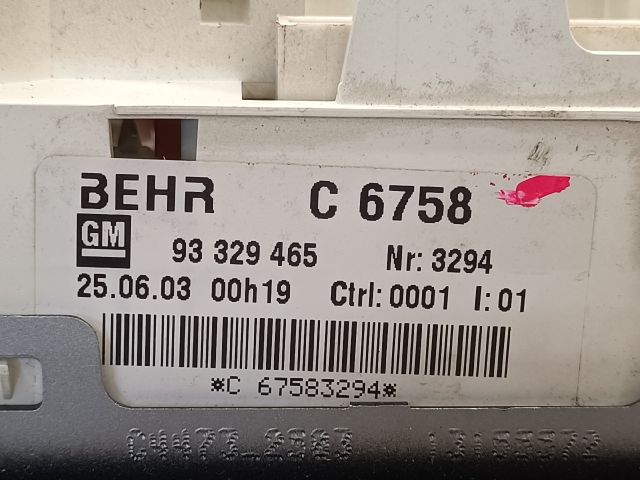 BEHR C 6758
GM 93 329 465 Nr: 3294
25.06.03 00h19 Ctrl: 0001 I: 01
*C 67583294*